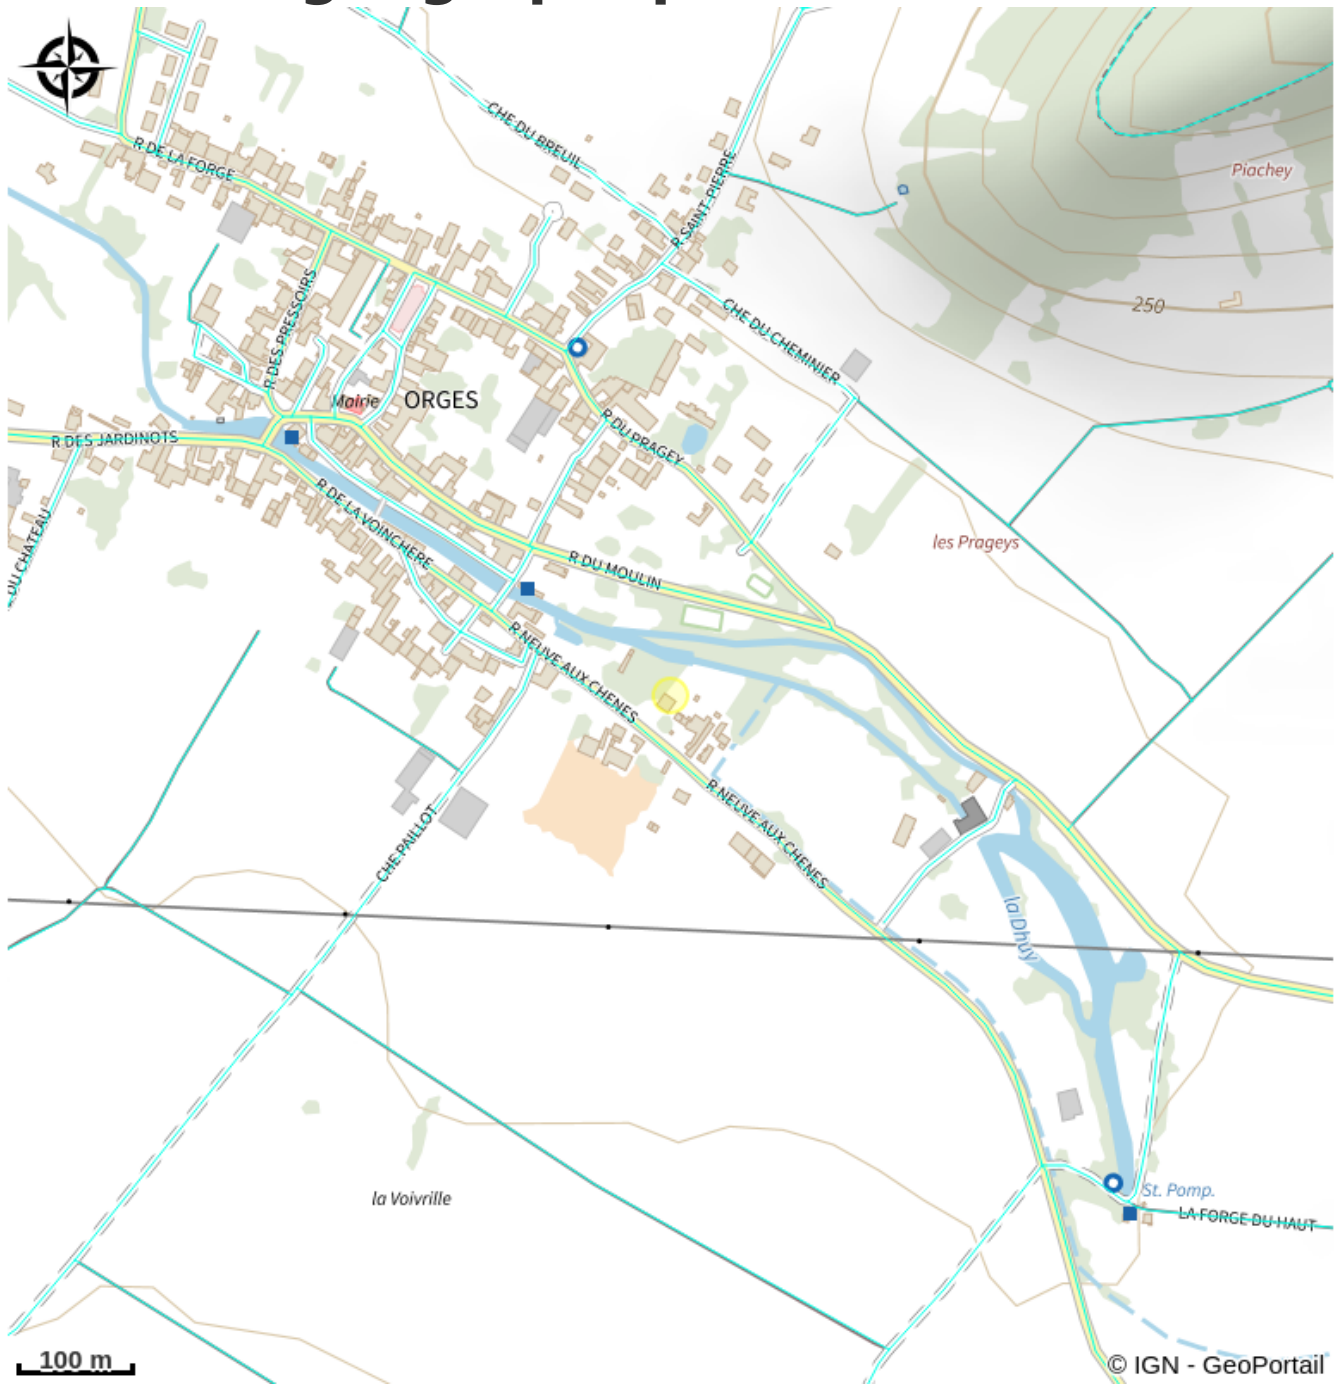 CHE DU BREUIL
R DE LA FORGE
R SAINT-PIERRE
Piachey
250
R DES PRESSOIRS
CHE DU CHEMINIER
Mairie
ORGES
R DU PRAGEY
R DES JARDINOTS
DU CHATEAU
R DE LA VOINCHERE
les Prageys
R DU MOULIN
R NEUVE AUX CHENES
R NEUVE AUX CHENES
CHE PAILLOT
la Dhuy
la Voivrille
St. Pomp.
LA FORGE DU HAUT
100 m
© IGN - GeoPortail